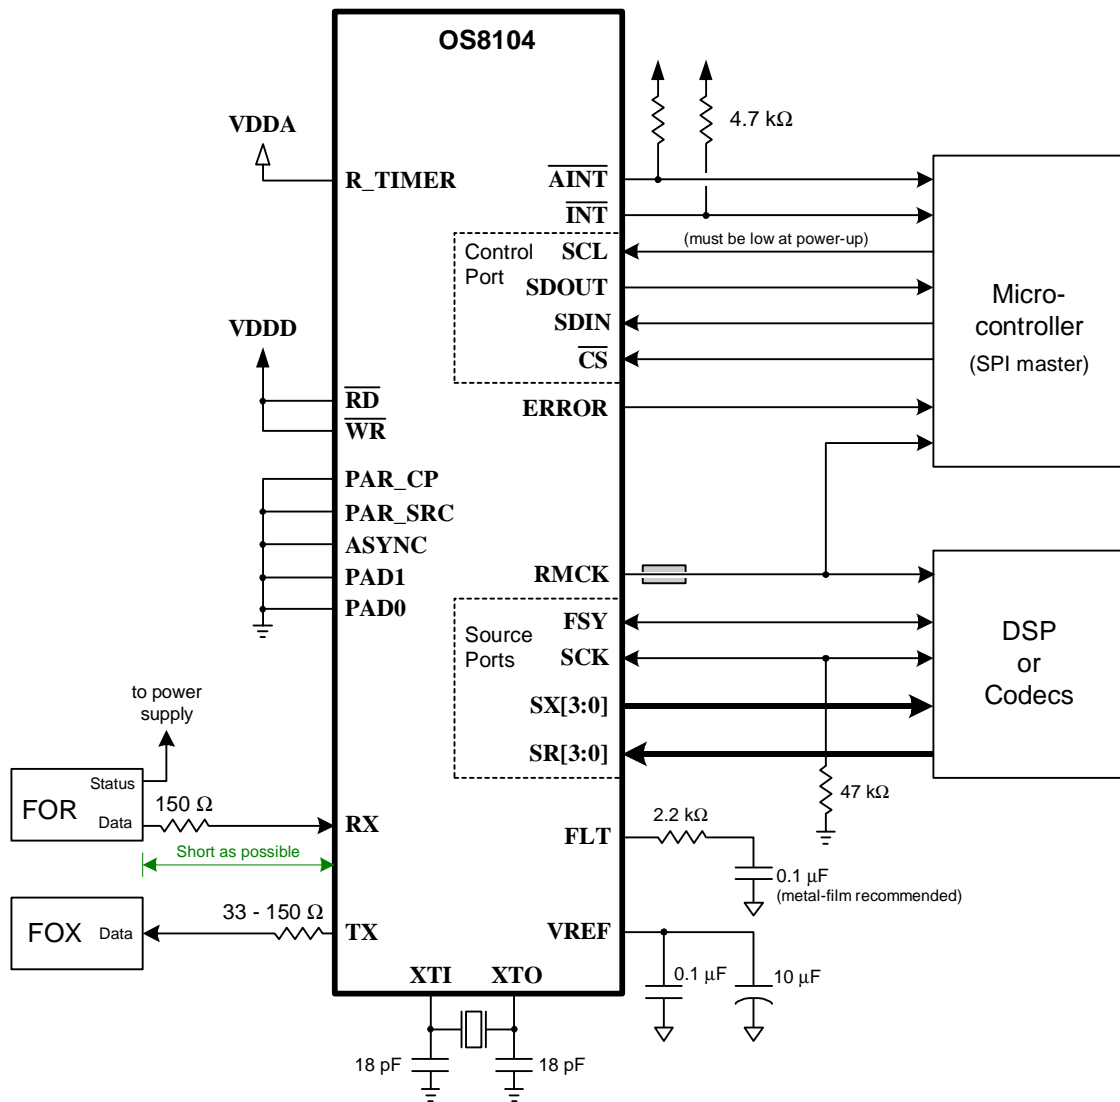 OS8104
VDDA
R_TIMER
4.7 kΩ
AINT
INT
(must be low at power-up)
Control
Port
SCL
SDOUT
SDIN
CS
ERROR
Micro-
controller
(SPI master)
VDDD
RD
WR
PAR_CP
PAR_SRC
ASYNC
PAD1
PAD0
RMCK
Source
Ports
FSY
SCK
SX[3:0]
SR[3:0]
DSP
or
Codecs
47 kΩ
to power
supply
FOR
Status
Data
150 Ω
RX
Short as possible
FOX
Data
33 - 150 Ω
TX
FLT
2.2 kΩ
0.1 μF
(metal-film recommended)
VREF
0.1 μF
10 μF
XTI
XTO
18 pF
18 pF